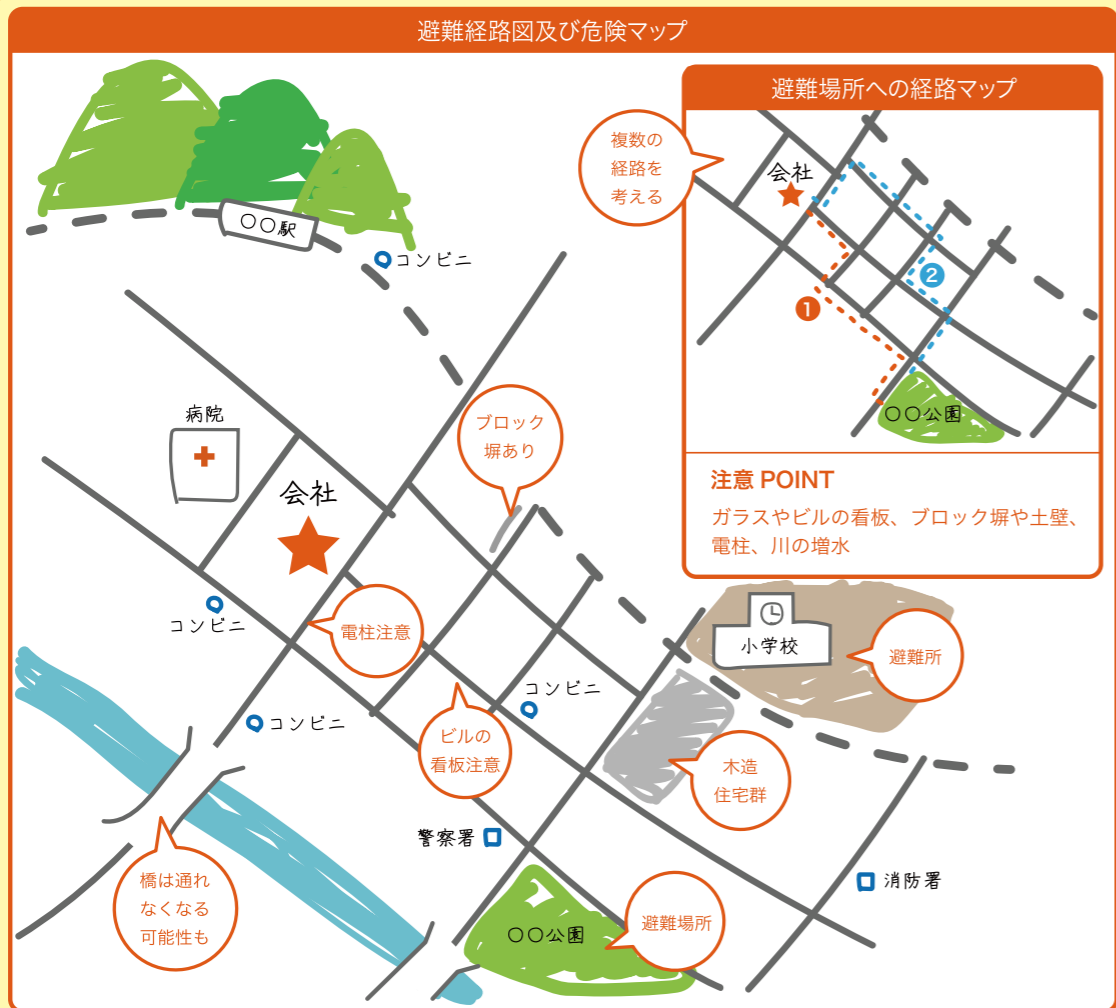 避難経路図及び危険マップ
避難場所への経路マップ
複数の
経路を
考える
会社
❶
❷
〇〇公園
注意 POINT
ガラスやビルの看板、ブロック塀や土壁、
電柱、川の増水
〇〇駅
コンビニ
病院
ブロック
塀あり
会社
コンビニ
電柱注意
小学校
避難所
コンビニ
コンビニ
ビルの
看板注意
木造
住宅群
警察署
消防署
橋は通れ
なくなる
可能性も
〇〇公園
避難場所